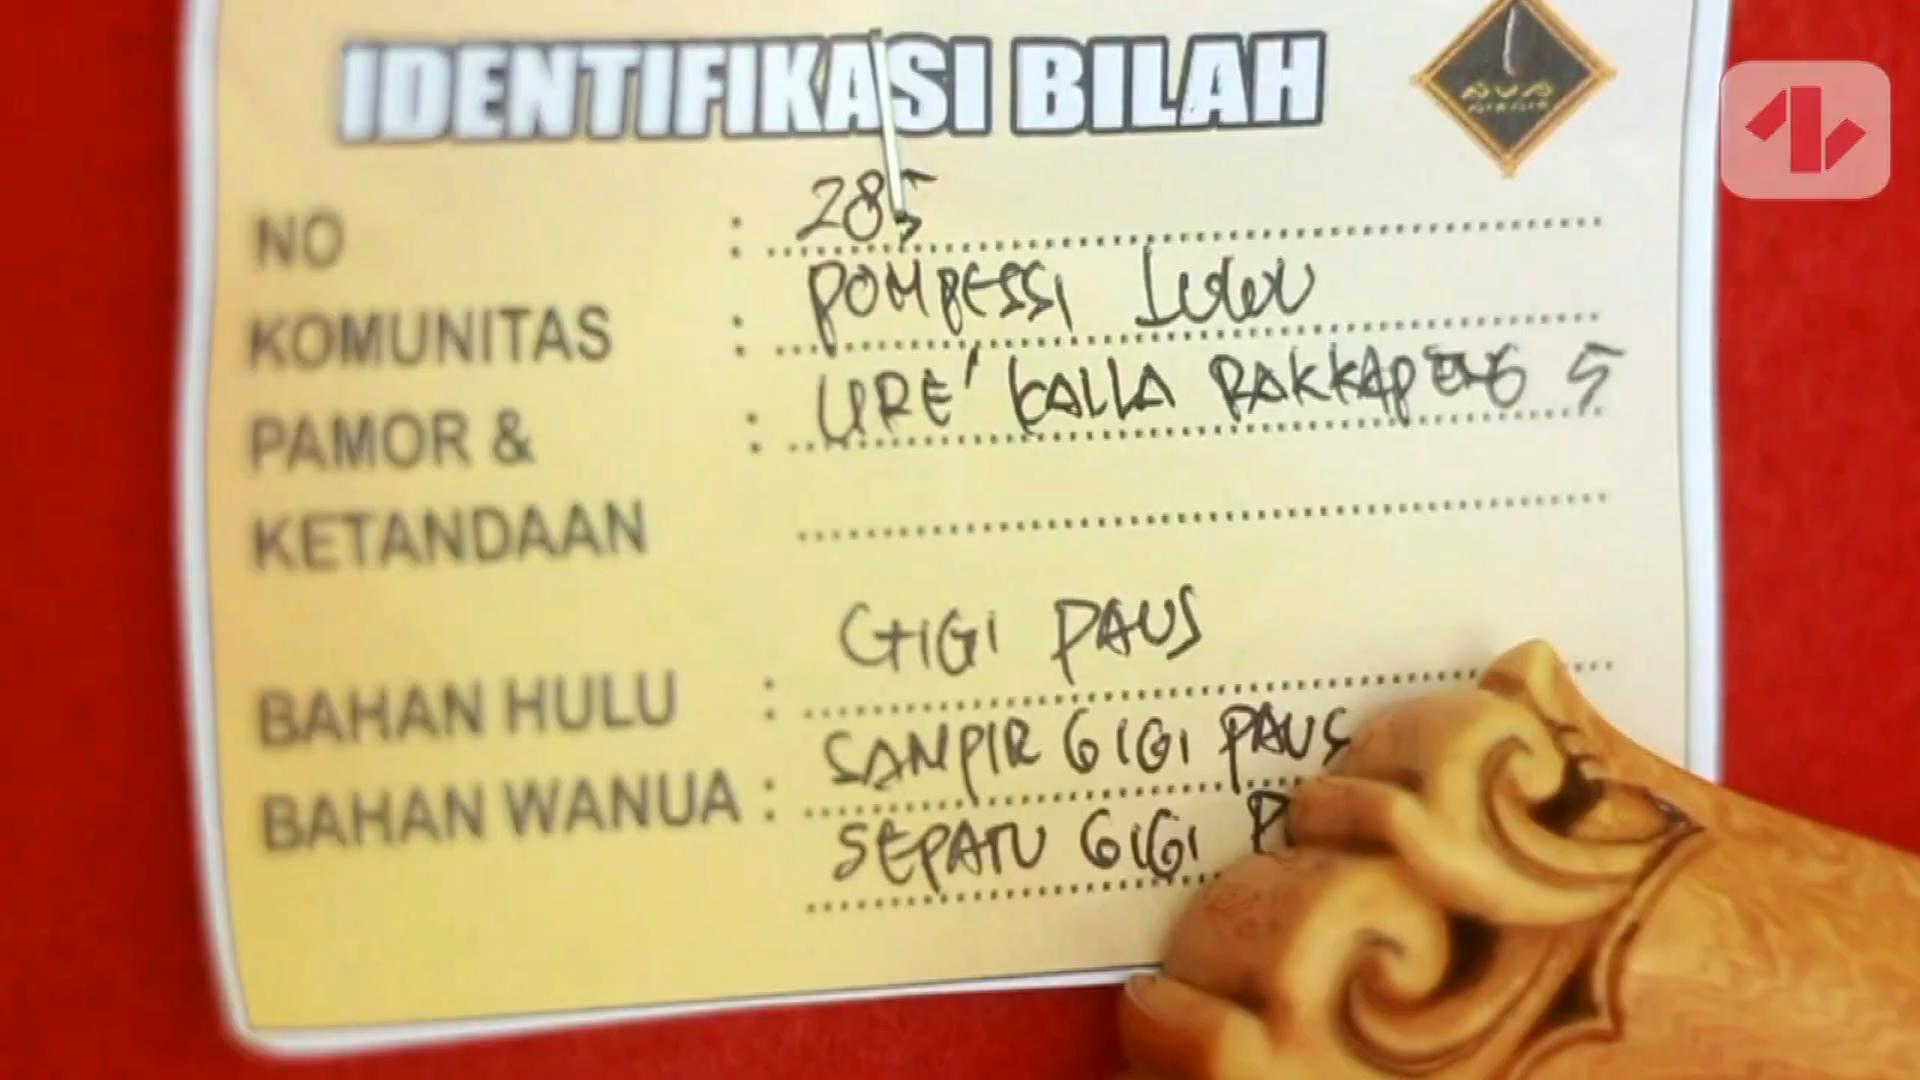 IDENTIFIKASI BILAH
NO : 285
KOMUNITAS : POMPESSI LUWU
PAMOR & : URE' KALLA RAKKAPENG 5
KETANDAAN
BAHAN HULU : GIGI PAUS
BAHAN WANUA : SAMPIR GIGI PAUS
SEPATU GIGI P